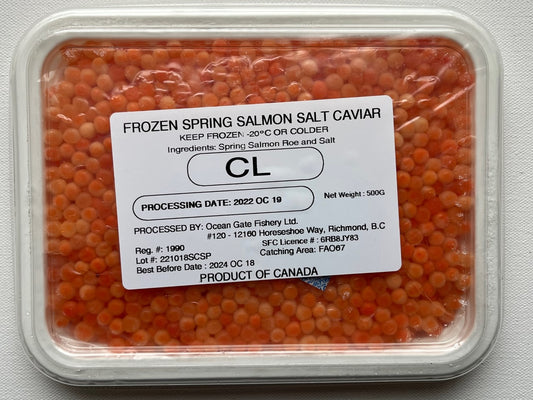 FROZEN SPRING SALMON SALT CAVIAR
KEEP FROZEN -20°C OR COLDER
Ingredients: Spring Salmon Roe and Salt
CL
PROCESSING DATE: 2022 OC 19
Net Weight : 500G
PROCESSED BY: Ocean Gate Fishery Ltd.
#120 - 12160 Horeseshoe Way, Richmond, B.C
Reg. #: 1990
SFC Licence # : 6RB8JY83
Lot #: 221018SCSP
Catching Area: FAO67
Best Before Date : 2024 OC 18
PRODUCT OF CANADA